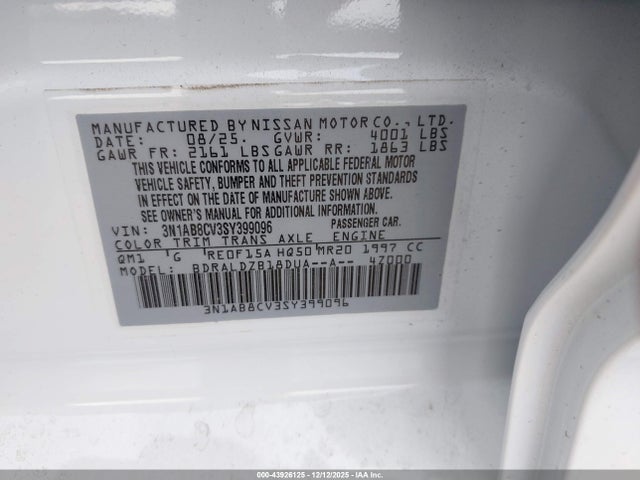 MANUFACTURED BY NISSAN MOTOR CO., LTD.
DATE: 08/25. GVWR: 4001 LBS
GAWR FR: 2161 LBS GAWR RR: 1863 LBS
THIS VEHICLE CONFORMS TO ALL APPLICABLE FEDERAL MOTOR
VEHICLE SAFETY, BUMPER AND THEFT PREVENTION STANDARDS
IN EFFECT ON THE DATE OF MANUFACTURE SHOWN ABOVE.
SEE OWNER'S MANUAL FOR ADDITIONAL INFORMATION.
VIN: 3N1AB8CV3SY399096 PASSENGER CAR.
COLOR TRIM TRANS AXLE ENGINE
QM1 G RE0F15A HQ50 MR20 1997 CC
MODEL: BDRALDZB18DUA--A-- 47000
3N1AB8CV3SY399096
000-43926125 - 12/12/2025 - IAAI